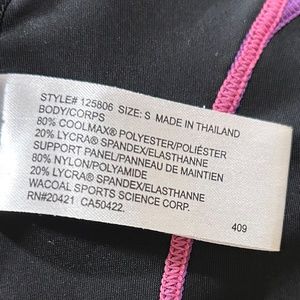 STYLE# 125806 SIZE: S MADE IN THAILAND
BODY/CORPS
80% COOLMAX® POLYESTER/POLIÉSTER
20% LYCRA® SPANDEX/ELASTHANNE
SUPPORT PANEL/PANNEAU DE MAINTIEN
80% NYLON/POLYAMIDE
20% LYCRA® SPANDEX/ELASTHANNE
WACOAL SPORTS SCIENCE CORP.
RN#20421 CA50422.
409